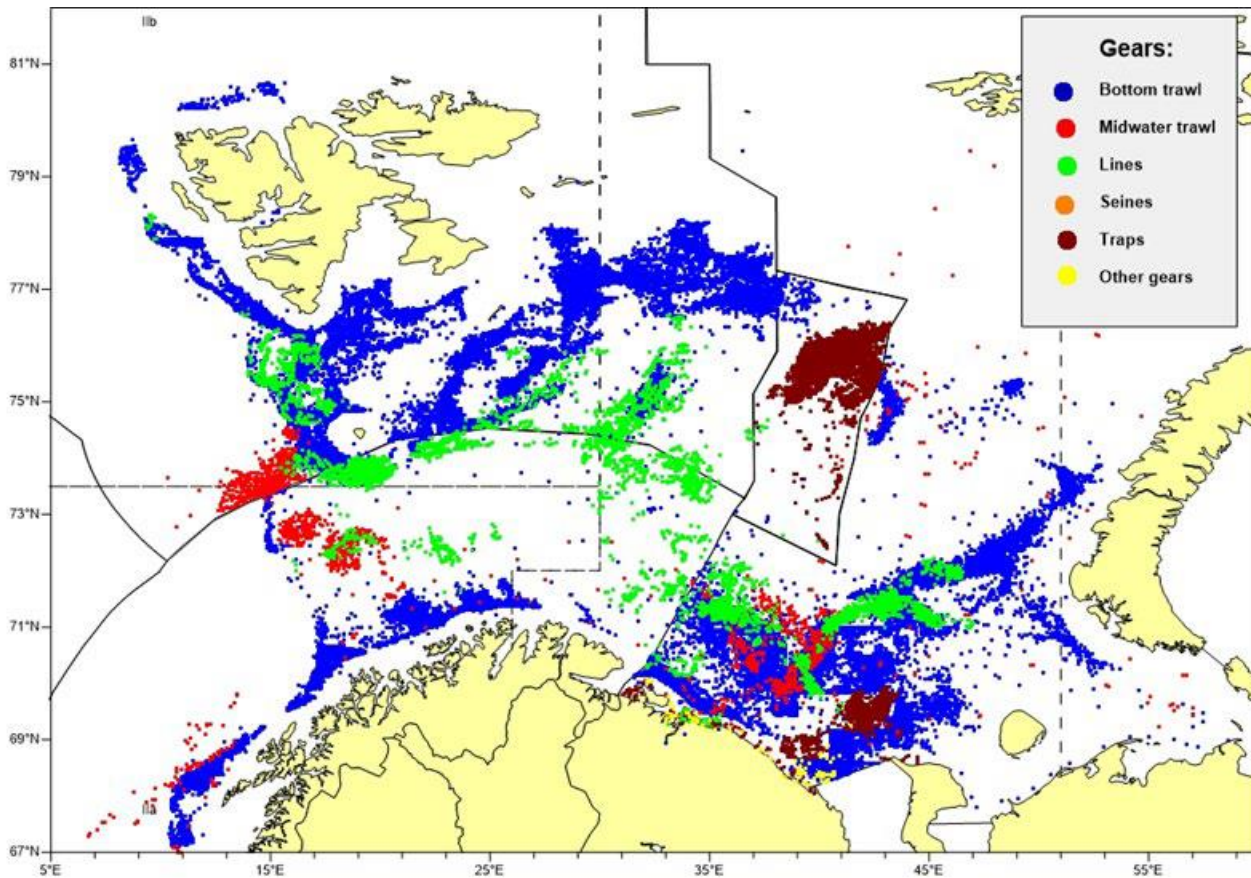 IIb
Gears:
Bottom trawl
Midwater trawl
Lines
Seines
Traps
Other gears
81°N
79°N
77°N
75°N
73°N
71°N
69°N
IIa
67°N
5°E 15°E 25°E 35°E 45°E 55°E